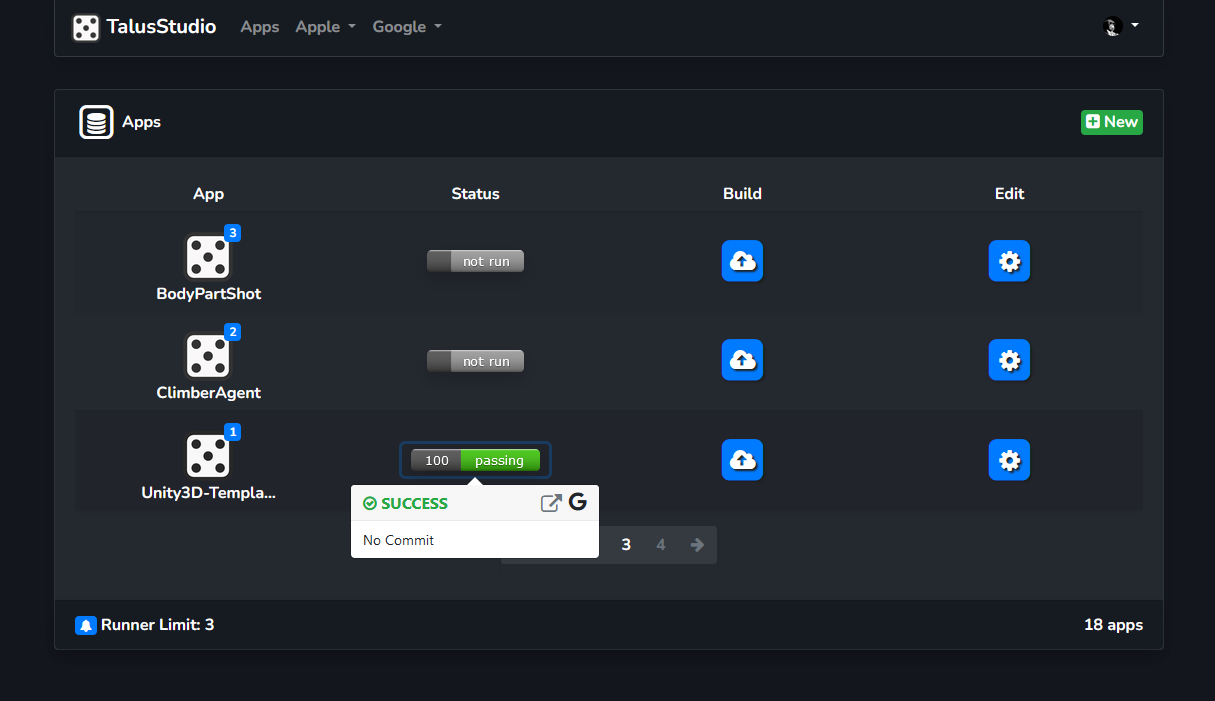 TalusStudio Apps Apple Google
Apps
New
App Status Build Edit
3
not run
BodyPartShot
2
not run
ClimberAgent
1
100 passing
Unity3D-Templa...
SUCCESS G
No Commit
3 4
Runner Limit: 3
18 apps